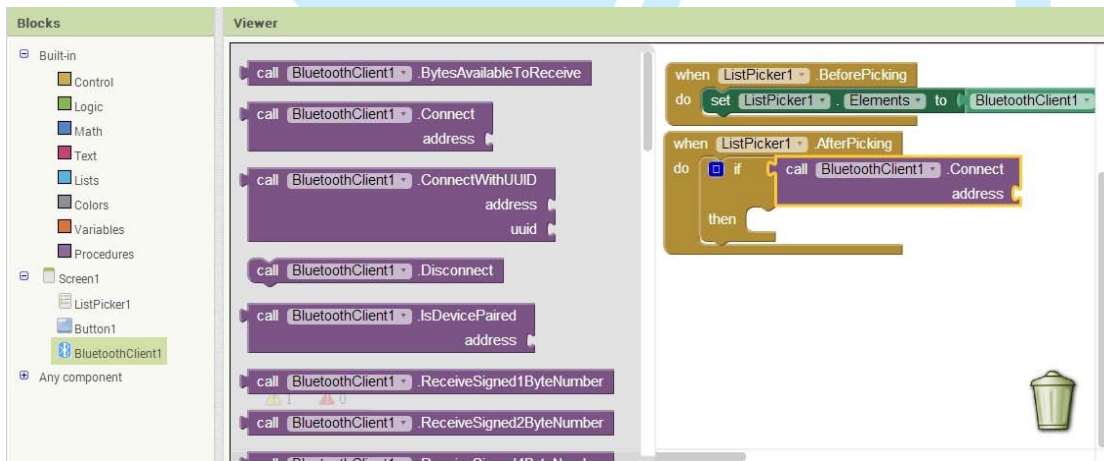 Blocks
Viewer
Built-in
Control
Logic
Math
Text
Lists
Colors
Variables
Procedures
Screen1
ListPicker1
Button1
BluetoothClient1
Any component
call BluetoothClient1 .BytesAvailableToReceive
call BluetoothClient1 .Connect
address
call BluetoothClient1 .ConnectWithUUID
address
uuid
call BluetoothClient1 .Disconnect
call BluetoothClient1 .IsDevicePaired
address
call BluetoothClient1 .ReceiveSigned1ByteNumber
1 0
call BluetoothClient1 .ReceiveSigned2ByteNumber
when ListPicker1 .BeforePicking
do set ListPicker1 . Elements to BluetoothClient1
when ListPicker1 .AfterPicking
do if call BluetoothClient1 .Connect
address
then